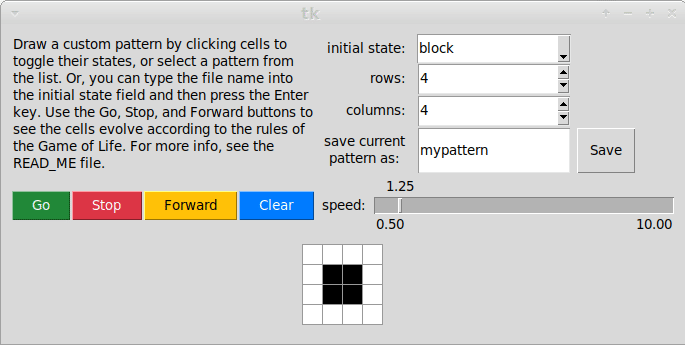 tk
Draw a custom pattern by clicking cells to
toggle their states, or select a pattern from
the list. Or, you can type the file name into
the initial state field and then press the Enter
key. Use the Go, Stop, and Forward buttons to
see the cells evolve according to the rules of
the Game of Life. For more info, see the
READ_ME file.
initial state: block
rows: 4
columns: 4
save current
pattern as: mypattern Save
Go Stop Forward Clear
speed: 1.25
0.50 10.00